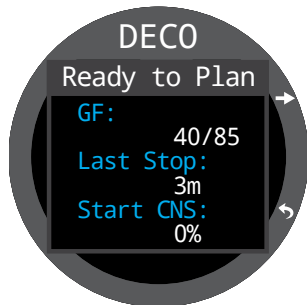 DECO
Ready to Plan
GF:
40/85
Last Stop:
3m
Start CNS:
0%